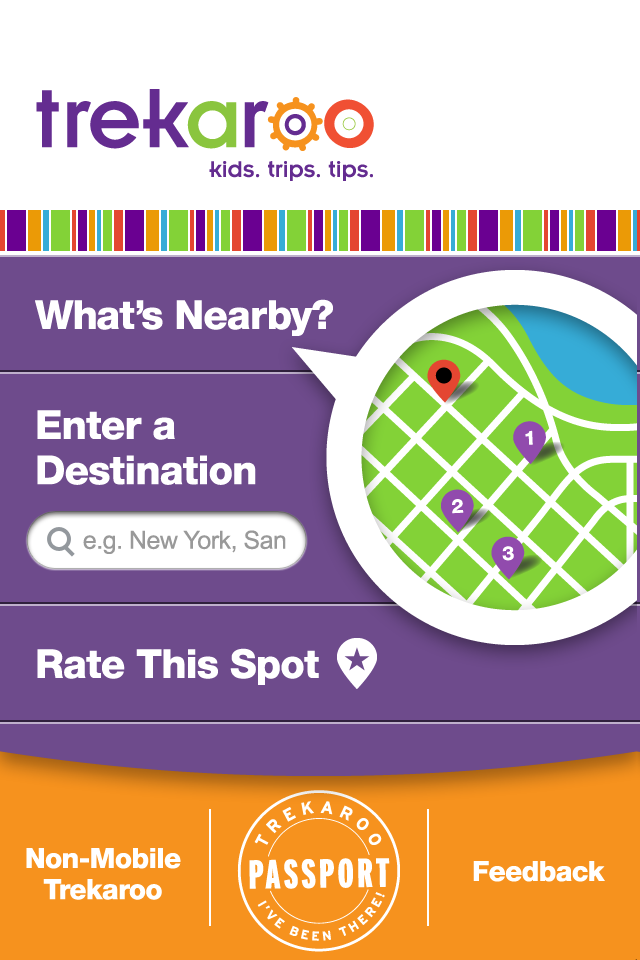 trekaroo
kids. trips. tips.
What's Nearby?
Enter a
Destination
e.g. New York, San
1
2
3
Rate This Spot
Non-Mobile
Trekaroo
TREKAROO
PASSPORT
I'VE BEEN THERE!
Feedback